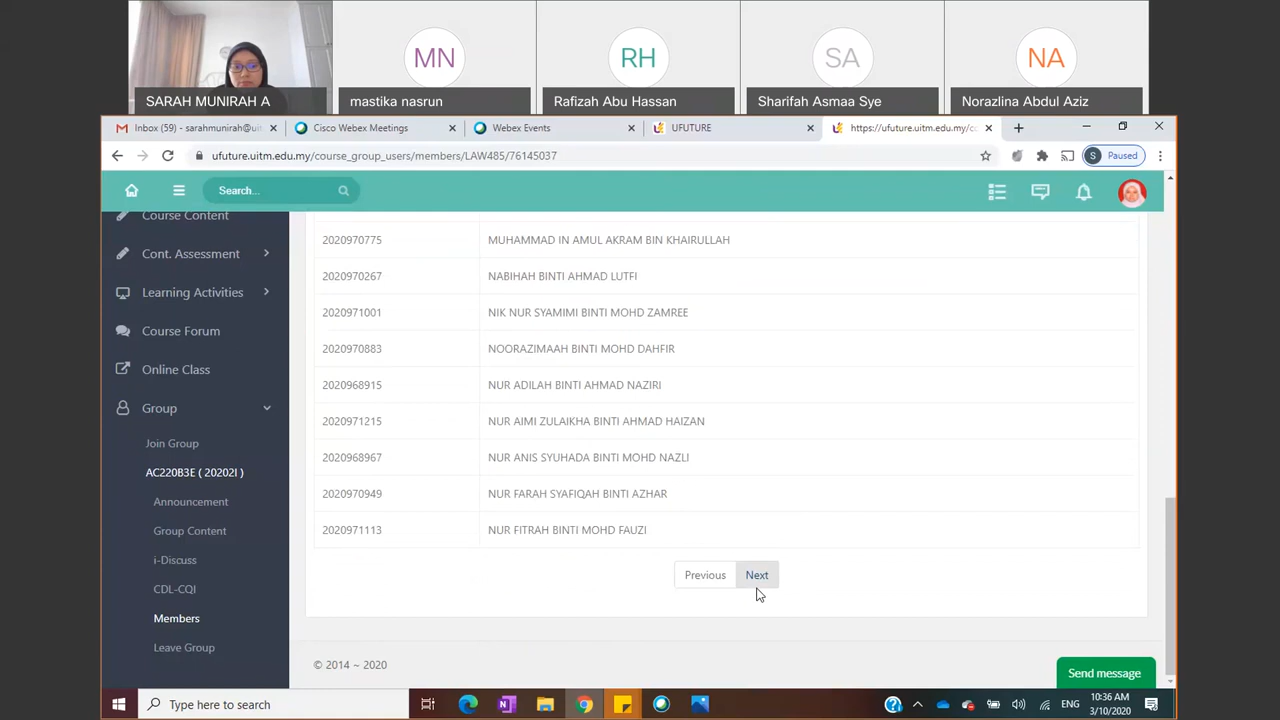 MN
RH
SA
NA
SARAH MUNIRAH A
mastika nasrun
Rafizah Abu Hassan
Sharifah Asmaa Sye
Norazlina Abdul Aziz
Inbox (59) - sarahmunirah@ui
Cisco Webex Meetings
Webex Events
UFUTURE
https://ufuture.uitm.edu.my/co
ufuture.uitm.edu.my/course_group_users/members/LAW485/76145037
S Paused
Search...
Course Content
Cont. Assessment
Learning Activities
Course Forum
Online Class
Group
Join Group
AC220B3E ( 20202I )
Announcement
Group Content
i-Discuss
CDL-CQI
Members
Leave Group
2020970775 MUHAMMAD IN AMUL AKRAM BIN KHAIRULLAH
2020970267 NABIHAH BINTI AHMAD LUTFI
2020971001 NIK NUR SYAMIMI BINTI MOHD ZAMREE
2020970883 NOORAZIMAAH BINTI MOHD DAHFIR
2020968915 NUR ADILAH BINTI AHMAD NAZIRI
2020971215 NUR AIMI ZULAIKHA BINTI AHMAD HAIZAN
2020968967 NUR ANIS SYUHADA BINTI MOHD NAZLI
2020970949 NUR FARAH SYAFIQAH BINTI AZHAR
2020971113 NUR FITRAH BINTI MOHD FAUZI
Previous Next
© 2014 ~ 2020
Send message
Type here to search
ENG
10:36 AM
3/10/2020